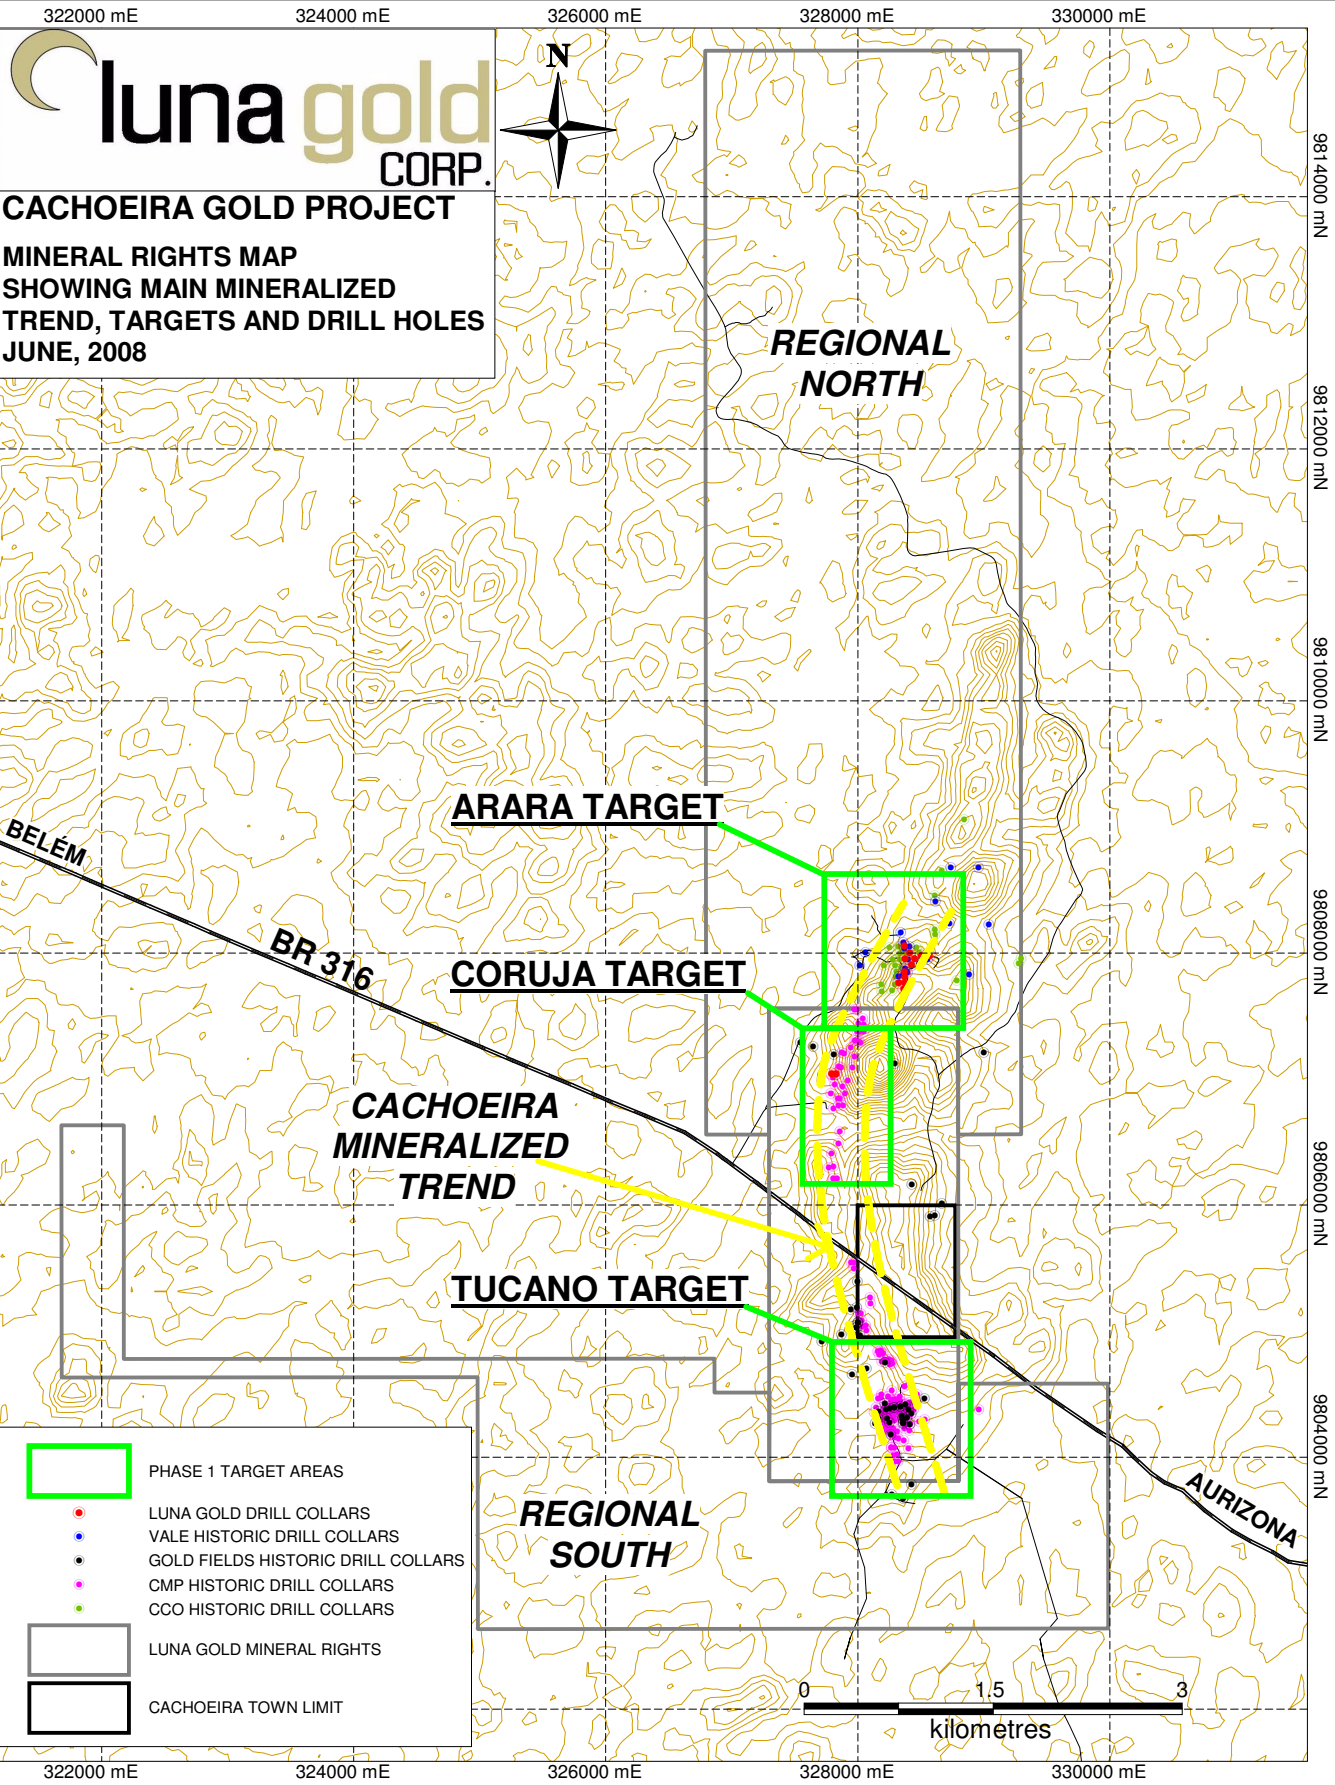 322000 mE
324000 mE
326000 mE
328000 mE
330000 mE
luna gold
CORP.
N
CACHOEIRA GOLD PROJECT
MINERAL RIGHTS MAP
SHOWING MAIN MINERALIZED
TREND, TARGETS AND DRILL HOLES
JUNE, 2008
9814000 mN
REGIONAL
NORTH
9812000 mN
9810000 mN
ARARA TARGET
BELÉM
BR 316
9808000 mN
CORUJA TARGET
CACHOEIRA
MINERALIZED
TREND
9806000 mN
TUCANO TARGET
9804000 mN
AURIZONA
REGIONAL
SOUTH
PHASE 1 TARGET AREAS
LUNA GOLD DRILL COLLARS
VALE HISTORIC DRILL COLLARS
GOLD FIELDS HISTORIC DRILL COLLARS
CMP HISTORIC DRILL COLLARS
CCO HISTORIC DRILL COLLARS
LUNA GOLD MINERAL RIGHTS
CACHOEIRA TOWN LIMIT
0
1.5
3
kilometres
322000 mE
324000 mE
326000 mE
328000 mE
330000 mE